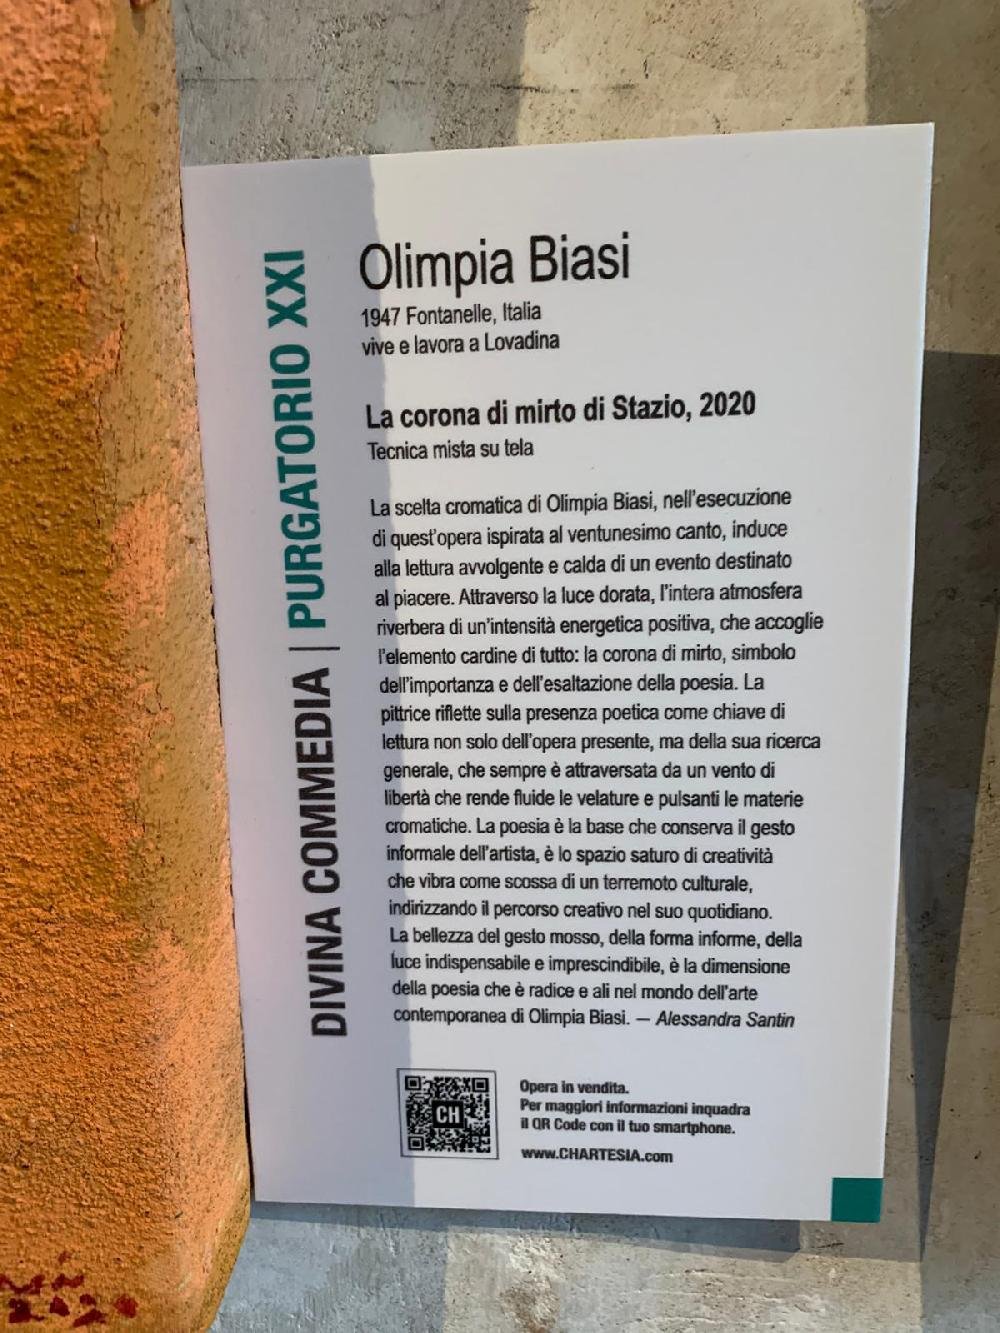 DIVINA COMMEDIA | PURGATORIO XXI
Olimpia Biasi
1947 Fontanelle, Italia
vive e lavora a Lovadina
La corona di mirto di Stazio, 2020
Tecnica mista su tela
La scelta cromatica di Olimpia Biasi, nell'esecuzione
di quest'opera ispirata al ventunesimo canto, induce
alla lettura avvolgente e calda di un evento destinato
al piacere. Attraverso la luce dorata, l'intera atmosfera
riverbera di un'intensità energetica positiva, che accoglie
l'elemento cardine di tutto: la corona di mirto, simbolo
dell'importanza e dell'esaltazione della poesia. La
pittrice riflette sulla presenza poetica come chiave di
lettura non solo dell'opera presente, ma della sua ricerca
generale, che sempre è attraversata da un vento di
libertà che rende fluide le velature e pulsanti le materie
cromatiche. La poesia è la base che conserva il gesto
informale dell'artista, è lo spazio saturo di creatività
che vibra come scossa di un terremoto culturale,
indirizzando il percorso creativo nel suo quotidiano.
La bellezza del gesto mosso, della forma informe, della
luce indispensabile e imprescindibile, è la dimensione
della poesia che è radice e ali nel mondo dell'arte
contemporanea di Olimpia Biasi. — Alessandra Santin
CH
Opera in vendita.
Per maggiori informazioni inquadra
il QR Code con il tuo smartphone.
www.CHARTESIA.com
2020